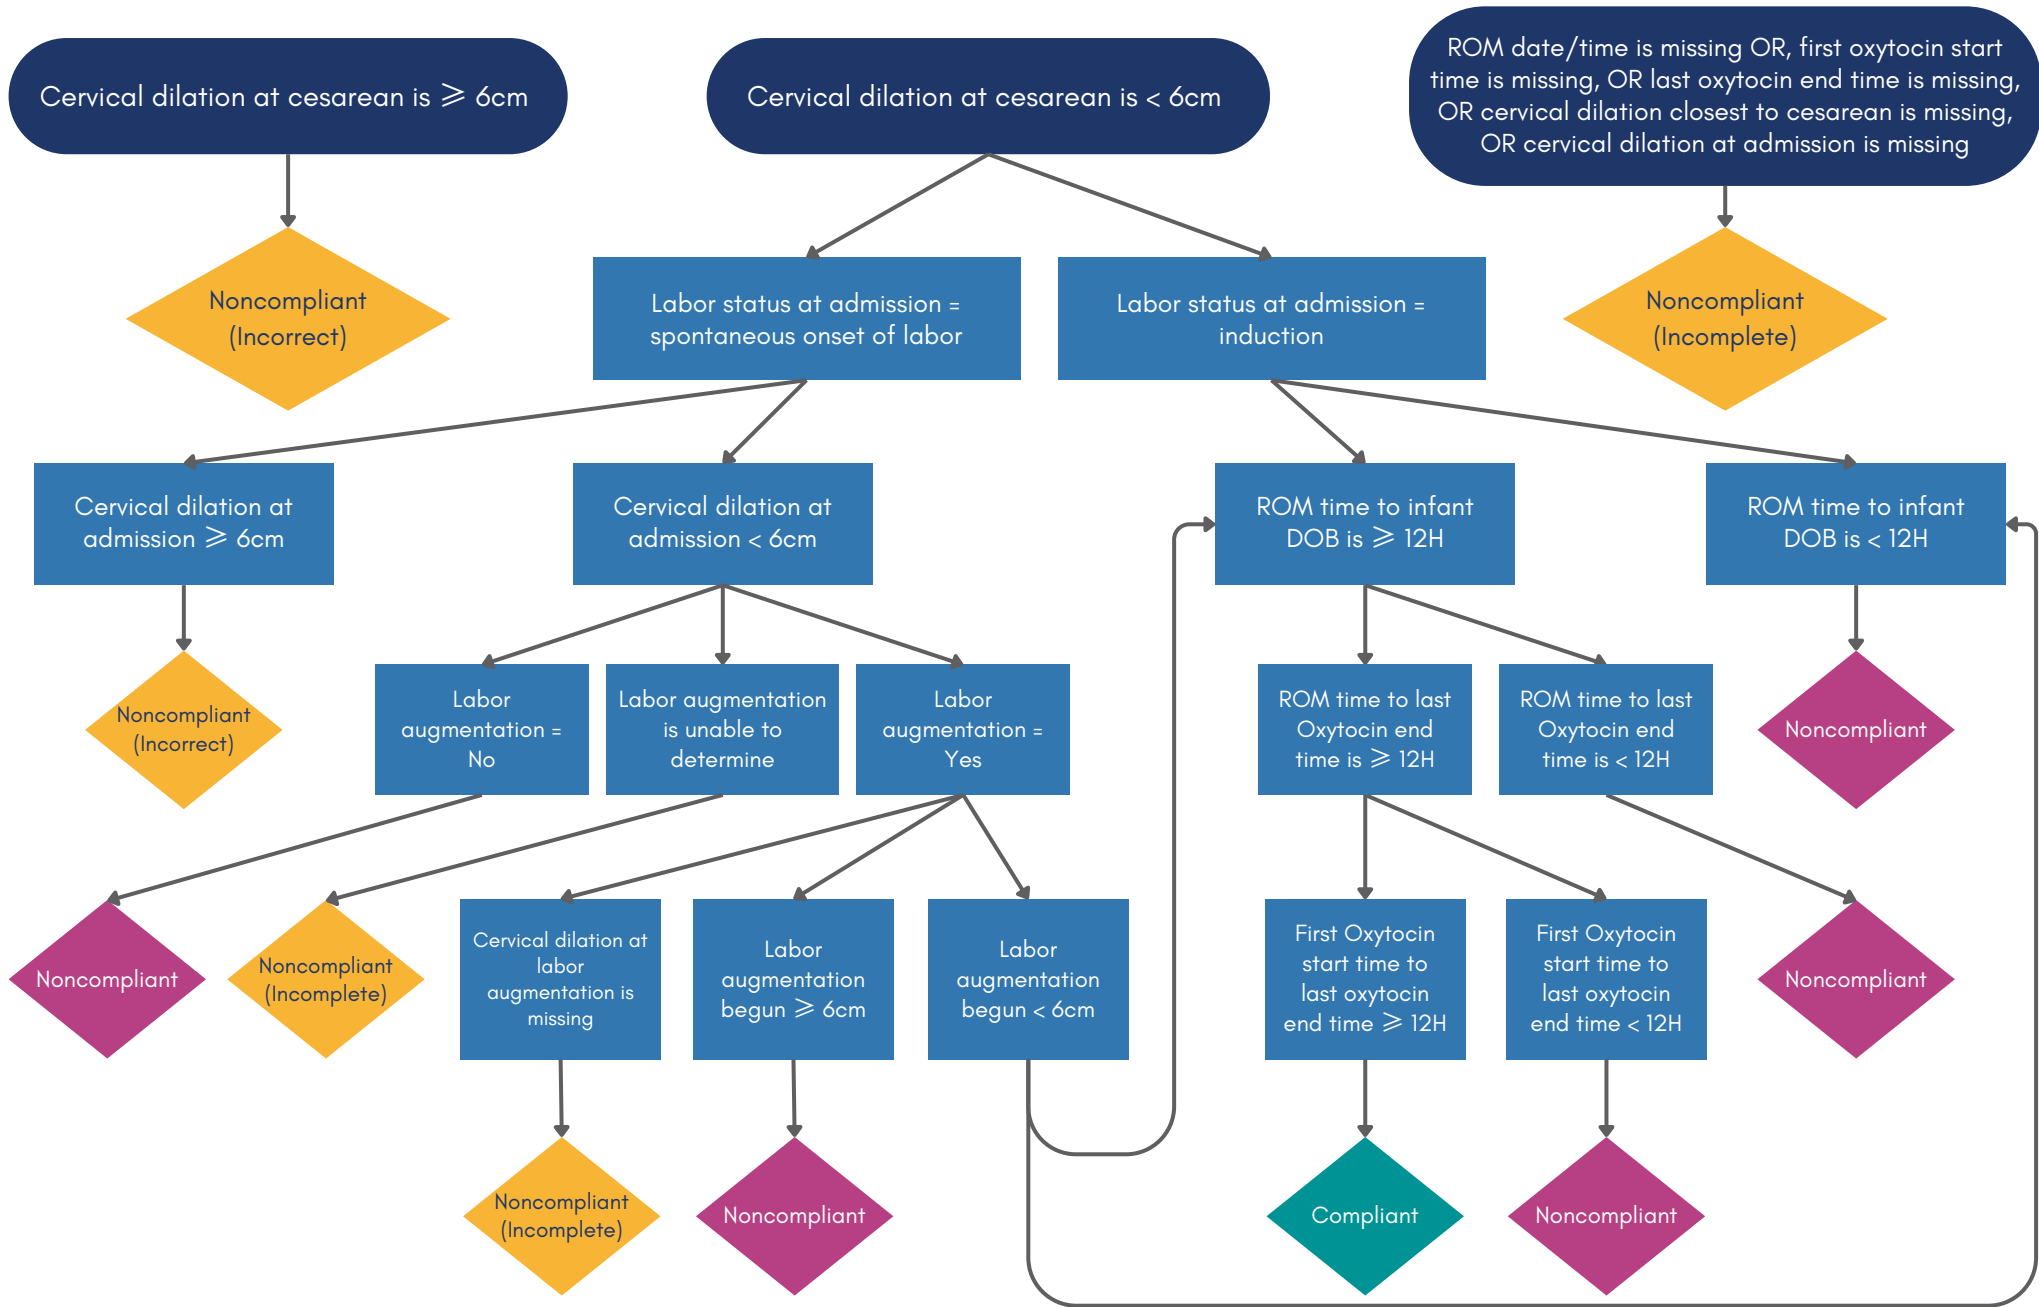 Cervical dilation at cesarean is ⩾ 6cm
Cervical dilation at cesarean is < 6cm
ROM date/time is missing OR, first oxytocin start
time is missing, OR last oxytocin end time is missing,
OR cervical dilation closest to cesarean is missing,
OR cervical dilation at admission is missing
Noncompliant
(Incorrect)
Labor status at admission =
spontaneous onset of labor
Labor status at admission =
induction
Noncompliant
(Incomplete)
Cervical dilation at
admission ⩾ 6cm
Cervical dilation at
admission < 6cm
ROM time to infant
DOB is ⩾ 12H
ROM time to infant
DOB is < 12H
Noncompliant
(Incorrect)
Labor
augmentation =
No
Labor augmentation
is unable to
determine
Labor
augmentation =
Yes
ROM time to last
Oxytocin end
time is ⩾ 12H
ROM time to last
Oxytocin end
time is < 12H
Noncompliant
Noncompliant
Noncompliant
(Incomplete)
Cervical dilation at
labor
augmentation is
missing
Labor
augmentation
begun ⩾ 6cm
Labor
augmentation
begun < 6cm
First Oxytocin
start time to
last oxytocin
end time ⩾ 12H
First Oxytocin
start time to
last oxytocin
end time < 12H
Noncompliant
Noncompliant
(Incomplete)
Noncompliant
Compliant
Noncompliant